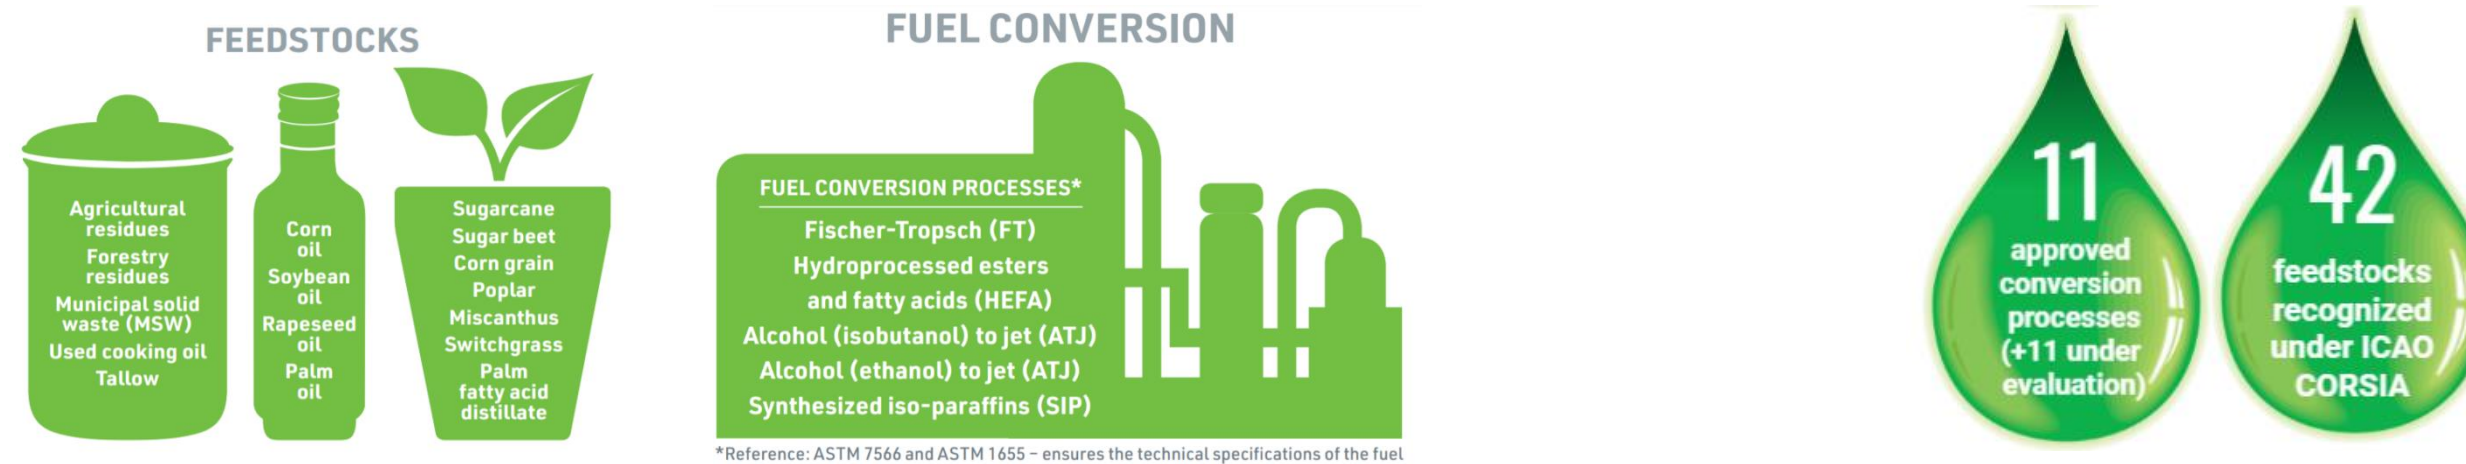 FEEDSTOCKS
Agricultural
residues
Forestry
residues
Municipal solid
waste (MSW)
Used cooking oil
Tallow
Corn
oil
Soybean
oil
Rapeseed
oil
Palm
oil
Sugarcane
Sugar beet
Corn grain
Poplar
Miscanthus
Switchgrass
Palm
fatty acid
distillate
FUEL CONVERSION
FUEL CONVERSION PROCESSES*
Fischer-Tropsch (FT)
Hydroprocessed esters
and fatty acids (HEFA)
Alcohol (isobutanol) to jet (ATJ)
Alcohol (ethanol) to jet (ATJ)
Synthesized iso-paraffins (SIP)
*Reference: ASTM 7566 and ASTM 1655 – ensures the technical specifications of the fuel
11
approved
conversion
processes
(+11 under
evaluation)
42
feedstocks
recognized
under ICAO
CORSIA